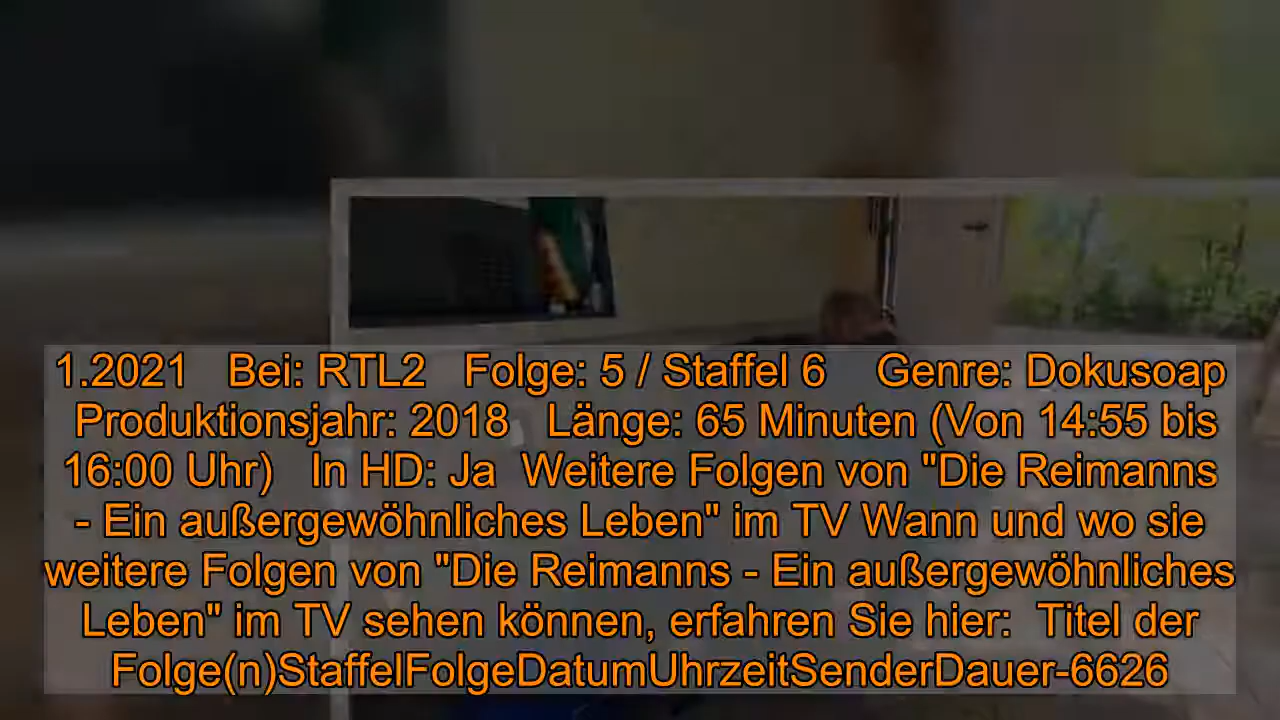 1.2021 Bei: RTL2 Folge: 5 / Staffel 6 Genre: Dokusoap
Produktionsjahr: 2018 Länge: 65 Minuten (Von 14:55 bis
16:00 Uhr) In HD: Ja Weitere Folgen von "Die Reimanns
- Ein außergewöhnliches Leben" im TV Wann und wo sie
weitere Folgen von "Die Reimanns - Ein außergewöhnliches
Leben" im TV sehen können, erfahren Sie hier: Titel der
Folge(n)StaffelFolgeDatumUhrzeitSenderDauer-6626